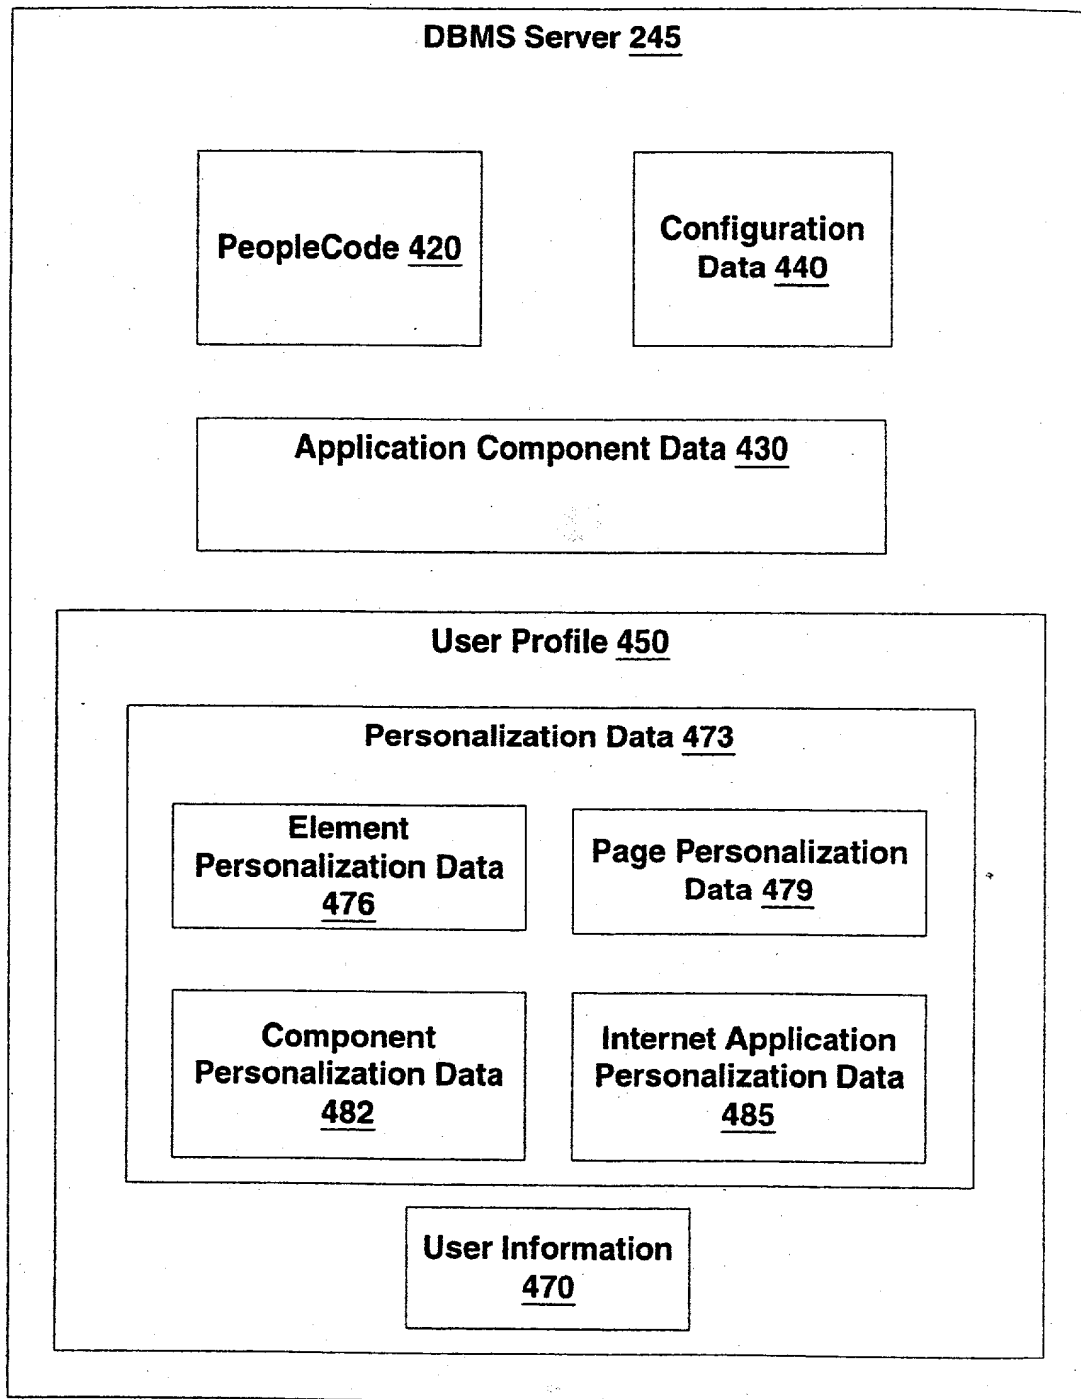 DBMS Server 245
PeopleCode 420
Configuration
Data 440
Application Component Data 430
User Profile 450
Personalization Data 473
Element
Personalization Data
476
Page Personalization
Data 479
Component
Personalization Data
482
Internet Application
Personalization Data
485
User Information
470